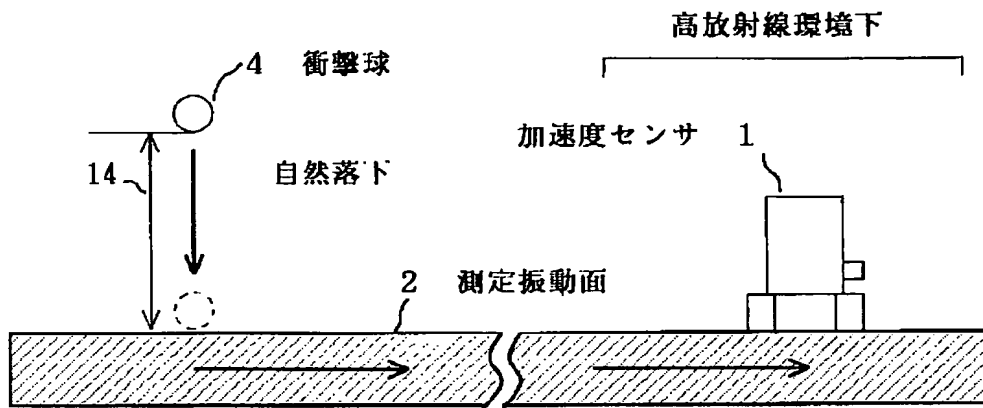 高放射線環境下
4 衝撃球
加速度センサ 1
14
自然落下
2 測定振動面